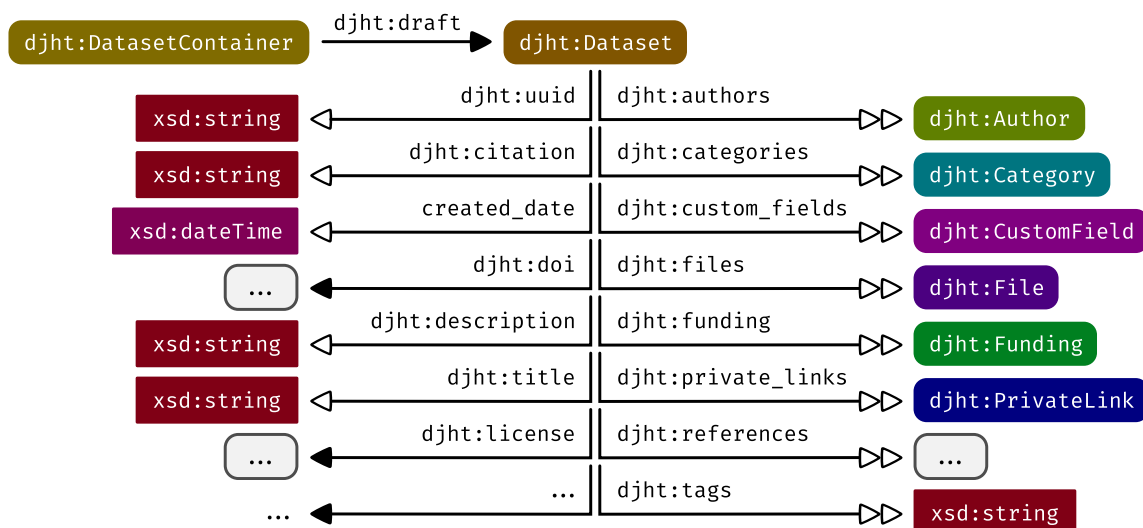 djht:DatasetContainer djht:draft djht:Dataset
djht:uuid djht:authors
xsd:string djht:Author
djht:citation djht:categories
xsd:string djht:Category
created_date djht:custom_fields
xsd:dateTime djht:CustomField
djht:doi djht:files
... djht:File
djht:description djht:funding
xsd:string djht:Funding
djht:title djht:private_links
xsd:string djht:PrivateLink
djht:license djht:references
... ...
... djht:tags
... xsd:string